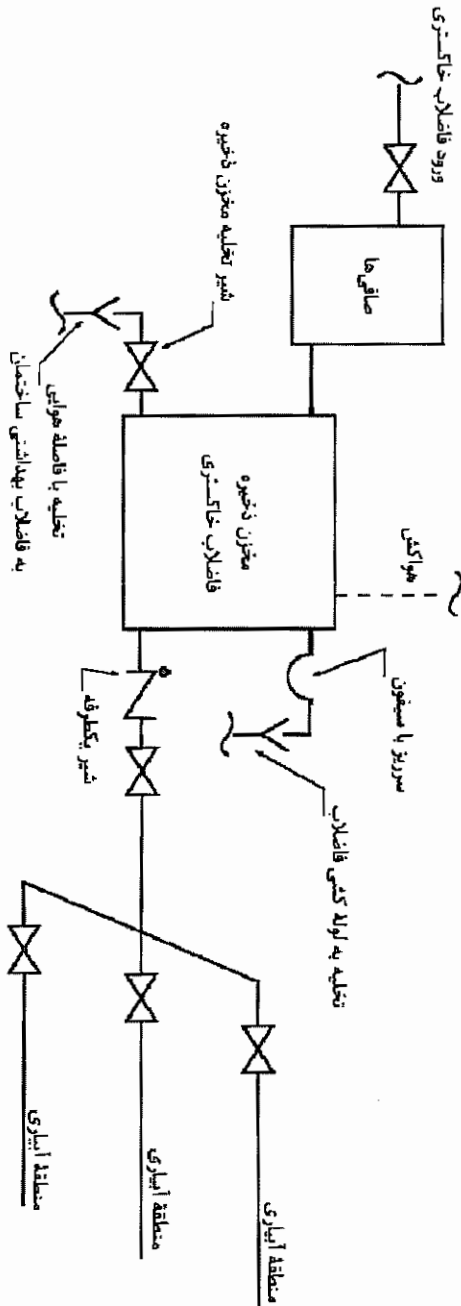 ورود فاضلاب خاکستری
صافی‌ها
هواکش
شیر تخلیه مخزن ذخیره
مخزن ذخیره
فاضلاب خاکستری
سرریز با سیفون
تخلیه با فاصلهٔ هوایی
به فاضلاب بهداشتی ساختمان
شیر یکطرفه
تخلیه به لولهٔ کشی فاضلاب
منطقهٔ آبیاری
منطقهٔ آبیاری
منطقهٔ آبیاری